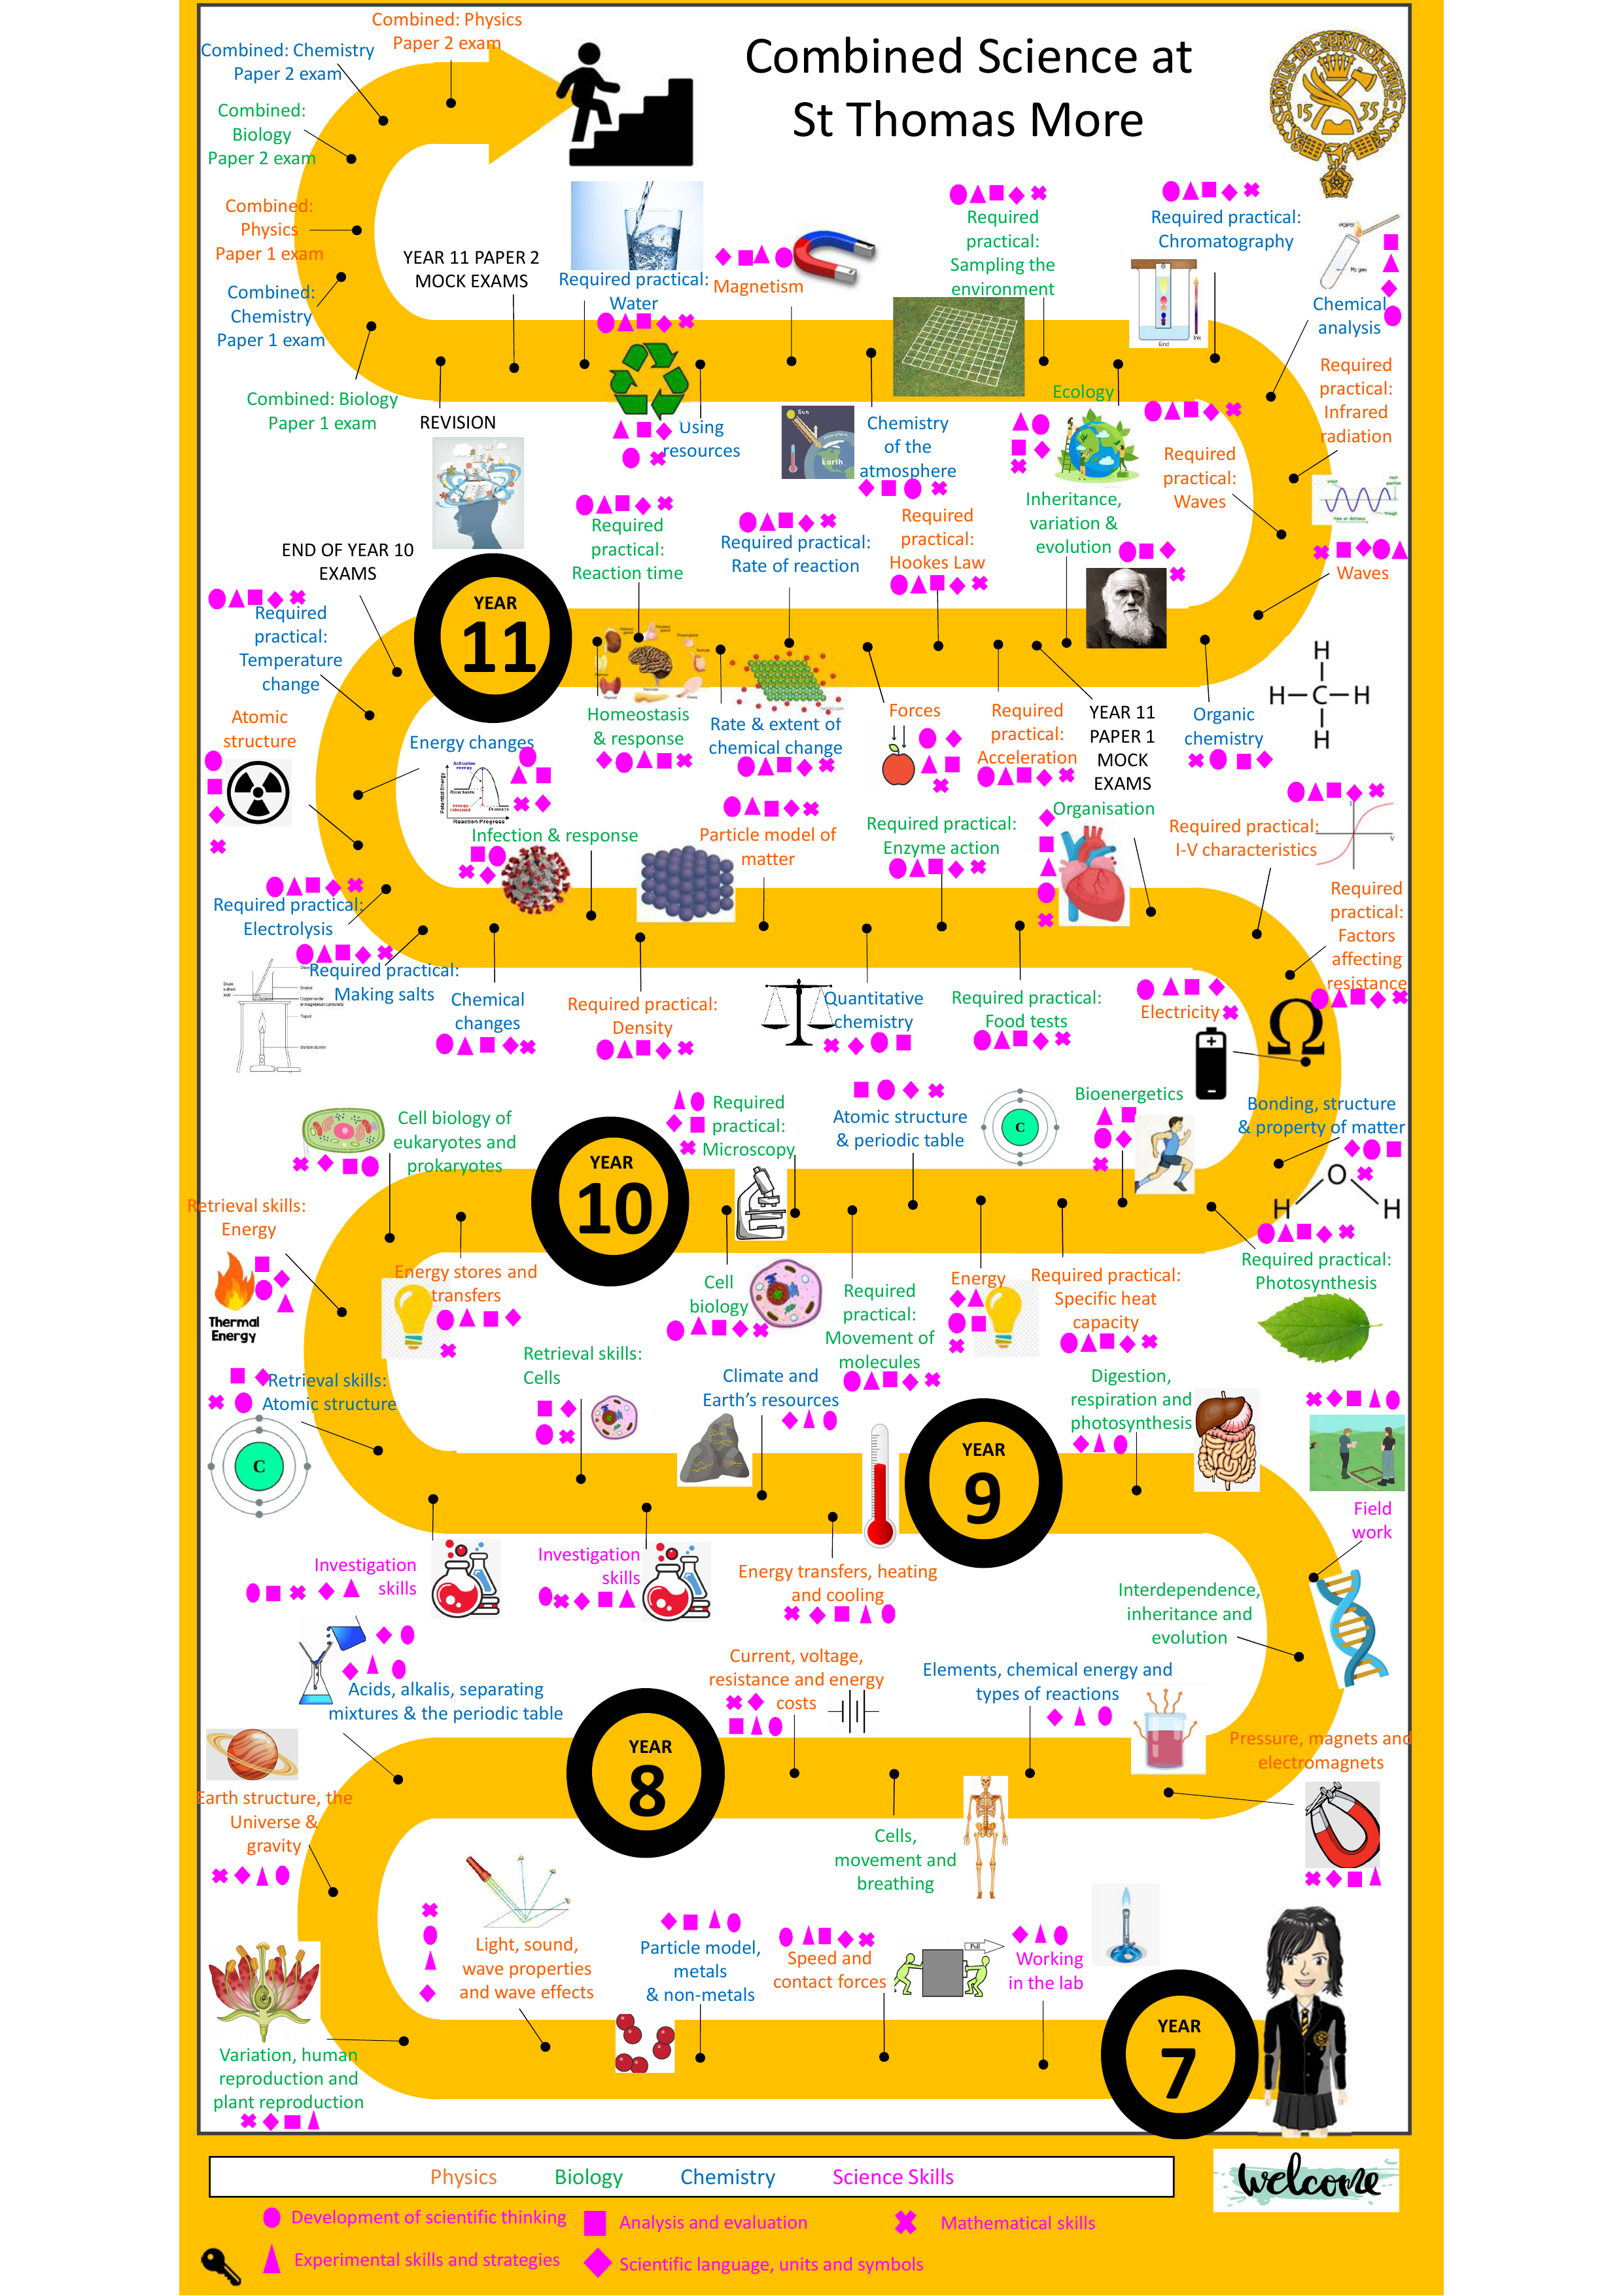 Combined Science at
St Thomas More
Combined: Physics
Paper 2 exam
Combined: Chemistry
Paper 2 exam
Combined:
Biology
Paper 2 exam
Combined:
Physics
Paper 1 exam
Combined:
Chemistry
Paper 1 exam
Combined: Biology
Paper 1 exam
YEAR 11 PAPER 2
MOCK EXAMS
REVISION
Required practical:
Water
Magnetism
Required
practical:
Sampling the
environment
Required practical:
Chromatography
Chemical
analysis
Required
practical:
Infrared
radiation
Required
practical:
Waves
Waves
Ecology
Using
resources
Sun
Earth
Chemistry
of the
atmosphere
Inheritance,
variation &
evolution
Required
practical:
Hookes Law
Required practical:
Rate of reaction
Required
practical:
Reaction time
END OF YEAR 10
EXAMS
YEAR
11
Required
practical:
Temperature
change
Atomic
structure
Energy changes
Homeostasis
& response
Rate & extent of
chemical change
Forces
Required
practical:
Acceleration
YEAR 11
PAPER 1
MOCK
EXAMS
Organic
chemistry
H
H C H
H
Infection & response
Particle model of
matter
Required practical:
Enzyme action
Organisation
Required practical:
I-V characteristics
Required
practical:
Factors
affecting
resistance
Required practical:
Electrolysis
Required practical:
Making salts
Chemical
changes
Required practical:
Density
Quantitative
chemistry
Required practical:
Food tests
Electricity
Ω
Bonding, structure
& property of matter
O
H H
Cell biology of
eukaryotes and
prokaryotes
YEAR
10
Required
practical:
Microscopy
Atomic structure
& periodic table
C
Bioenergetics
Required practical:
Photosynthesis
Retrieval skills:
Energy
Thermal
Energy
Energy stores and
transfers
Cell
biology
Required
practical:
Movement of
molecules
Energy
Required practical:
Specific heat
capacity
Retrieval skills:
Atomic structure
C
Retrieval skills:
Cells
Climate and
Earth’s resources
YEAR
9
Digestion,
respiration and
photosynthesis
Field
work
Investigation
skills
Investigation
skills
Energy transfers, heating
and cooling
Interdependence,
inheritance and
evolution
Acids, alkalis, separating
mixtures & the periodic table
YEAR
8
Current, voltage,
resistance and energy
costs
Elements, chemical energy and
types of reactions
Pressure, magnets and
electromagnets
Earth structure, the
Universe &
gravity
Cells,
movement and
breathing
Light, sound,
wave properties
and wave effects
Particle model,
metals
& non-metals
Speed and
contact forces
Pull
Working
in the lab
YEAR
7
Variation, human
reproduction and
plant reproduction
Physics Biology Chemistry Science Skills
welcome
Development of scientific thinking
Analysis and evaluation
Mathematical skills
Experimental skills and strategies
Scientific language, units and symbols